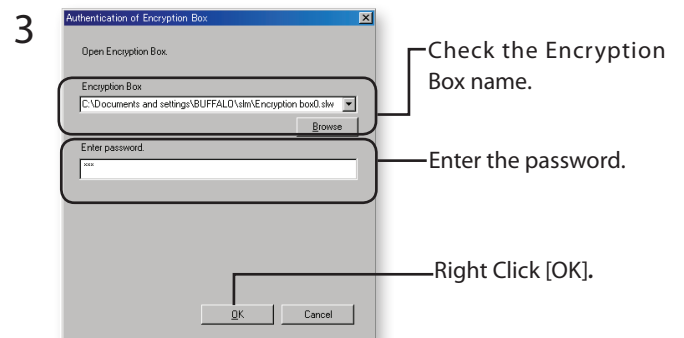 3
Authentication of Encryption Box
Open Encryption Box.
Encryption Box
C:\Documents and settings\BUFFALO\slm\Encryption box0.slw
Browse
Enter password.
×××
OK
Cancel
Check the Encryption
Box name.
Enter the password.
Right Click [OK].